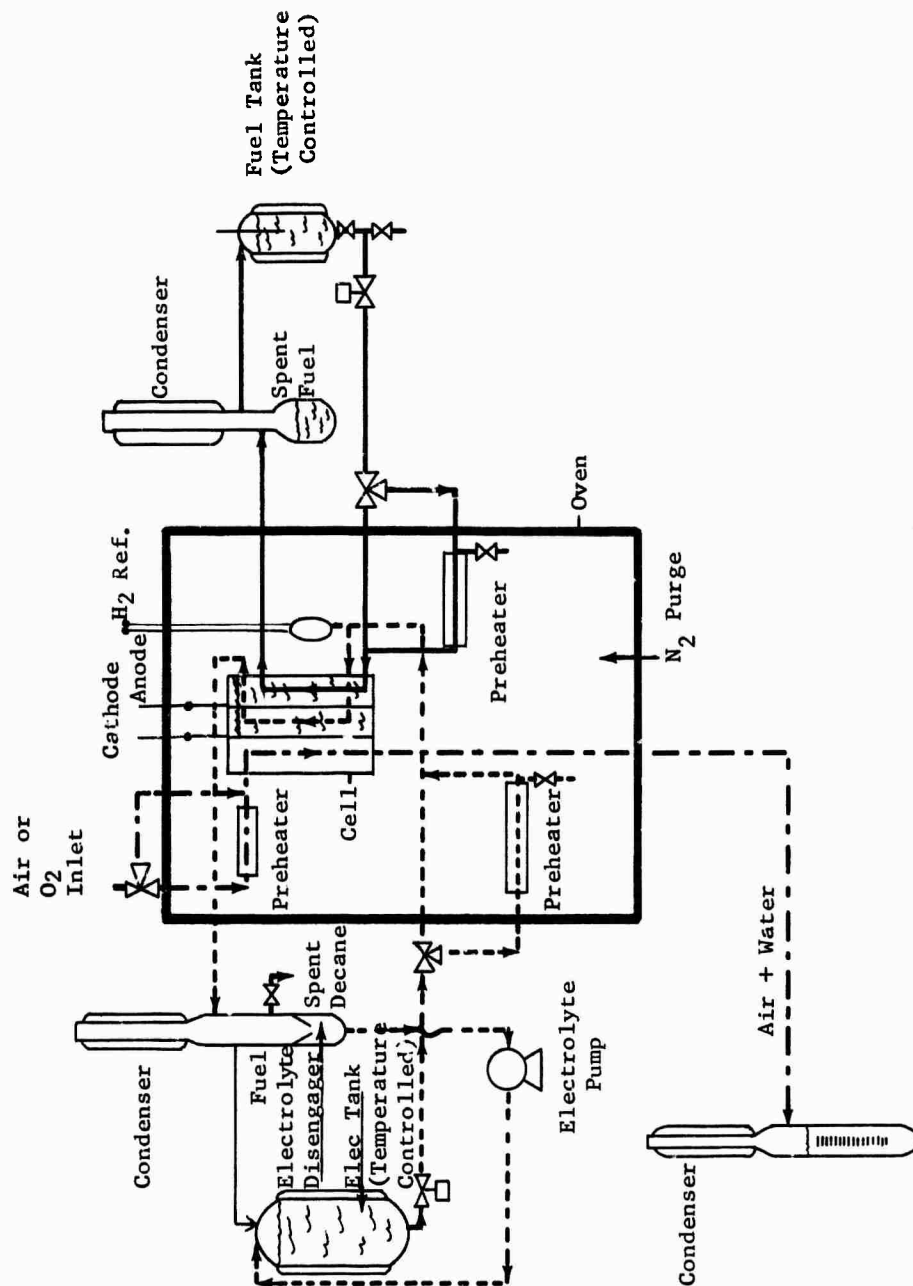 Air or
O2
Inlet
Cathode
Anode
H2 Ref.
Condenser
Spent
Fuel
Fuel Tank
(Temperature
Controlled)
Condenser
Fuel
Electrolyte
Disengager
Spent
Decane
Elec Tank
(Temperature
Controlled)
Preheater
Cell
Preheater
Preheater
Oven
N2 Purge
Electrolyte
Pump
Condenser
Air + Water